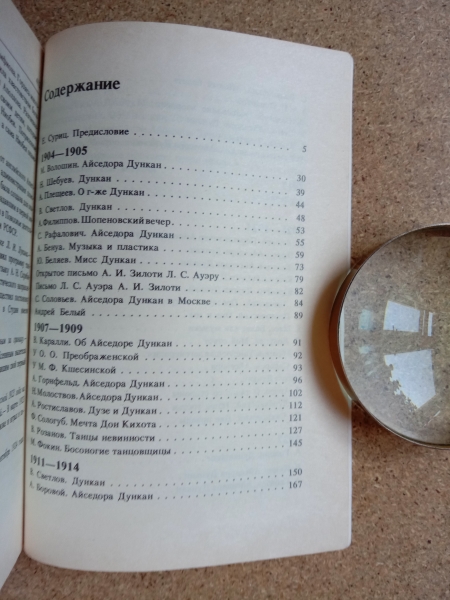 Содержание
Суриц. Предисловие 5
1904—1905
М. Волошин. Айседора Дункан 30
Н. Шебуев. Дункан 39
А. Плещеев. О г-же Дункан 44
В. Светлов. Дункан 48
Филиппов. Шопеновский вечер 53
С. Рафалович. Айседора Дункан 55
А. Бенуа. Музыка и пластика 59
Ю. Беляев. Мисс Дункан 73
Открытое письмо А. И. Зилоти Л. С. Ауэру 79
Письмо Л. С. Ауэра А. И. Зилоти 82
С. Соловьев. Айседора Дункан в Москве 84
Андрей Белый 89
1907—1909
В. Каралли. Об Айседоре Дункан 91
У О. О. Преображенской 92
У М. Ф. Кшесинской 93
А. Горнфельд. Айседора Дункан 96
Н. Молоствов. Айседора Дункан 102
А. Ростиславов. Дузе и Дункан 112
Ф. Сологуб. Мечта Дон Кихота 121
В. Розанов. Танцы невинности 127
М. Фокин. Босоногие танцовщицы 145
1911—1914
В. Светлов. Дункан 150
А. Боровой. Айседора Дункан 167